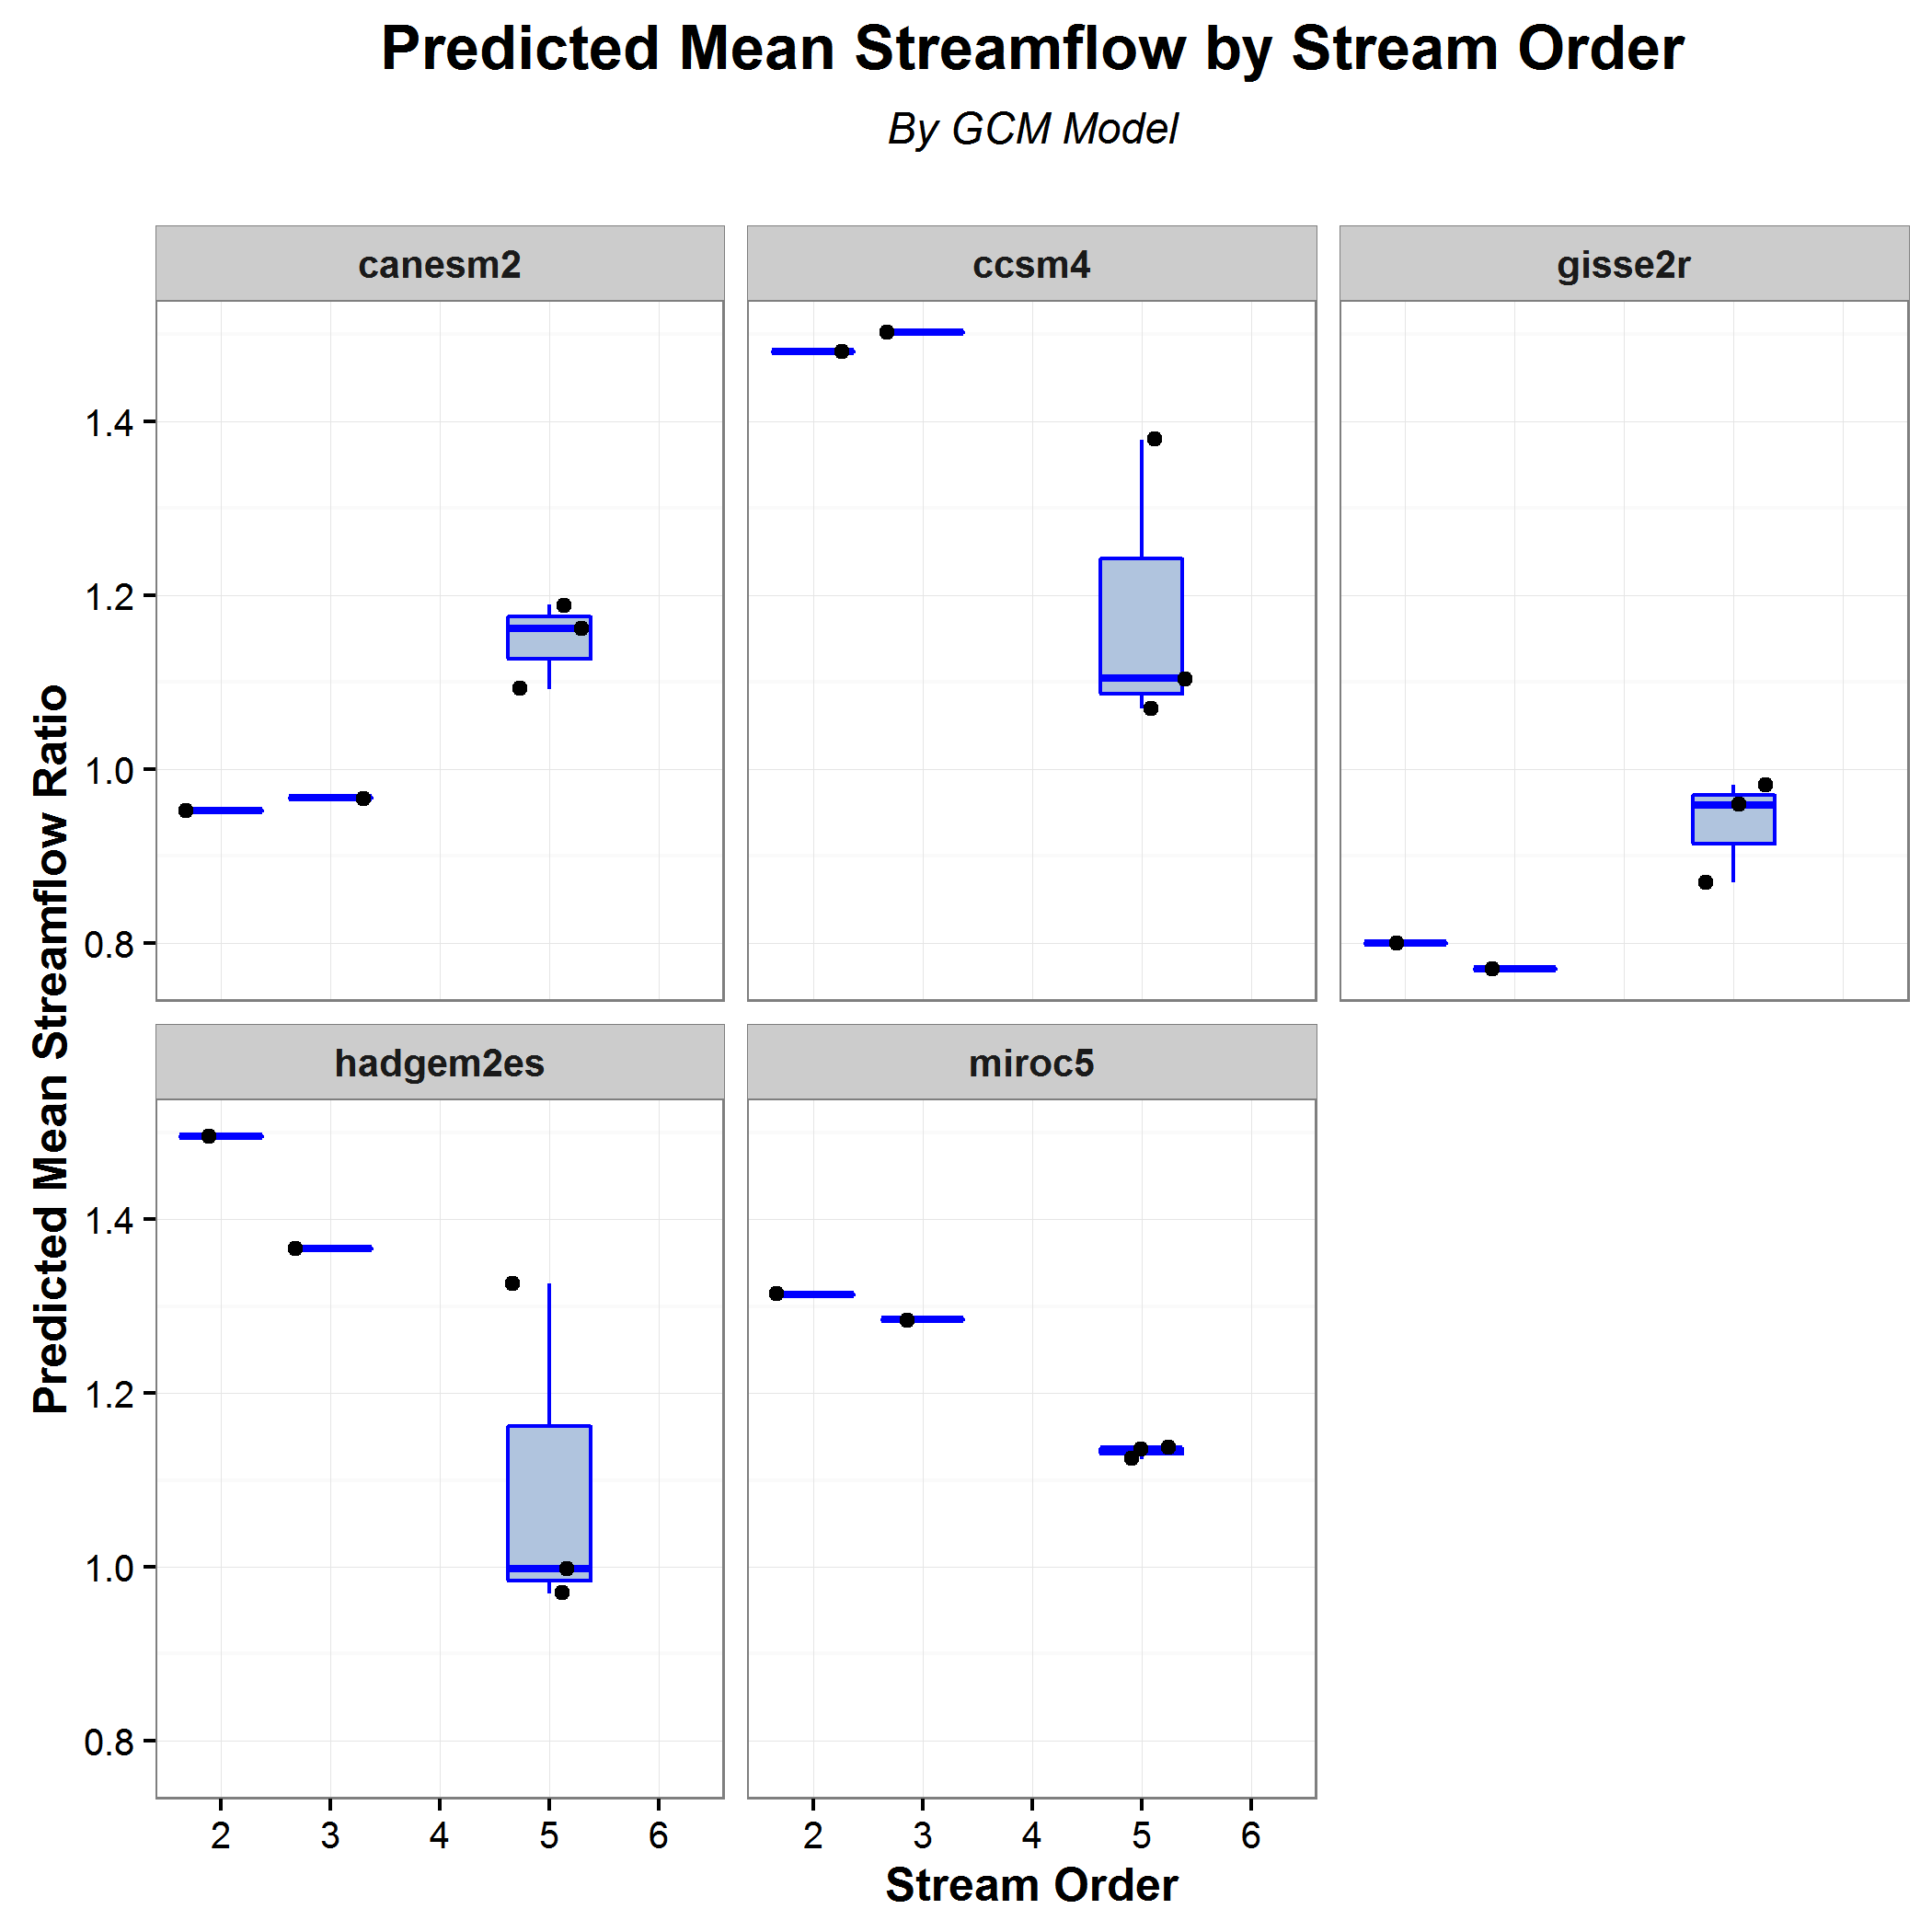 Predicted Mean Streamflow by Stream Order
By GCM Model
canesm2
ccsm4
gisse2r
1.4
1.2
1.0
0.8
Predicted Mean Streamflow Ratio
hadgem2es
miroc5
1.4
1.2
1.0
0.8
2 3 4 5 6
2 3 4 5 6
Stream Order